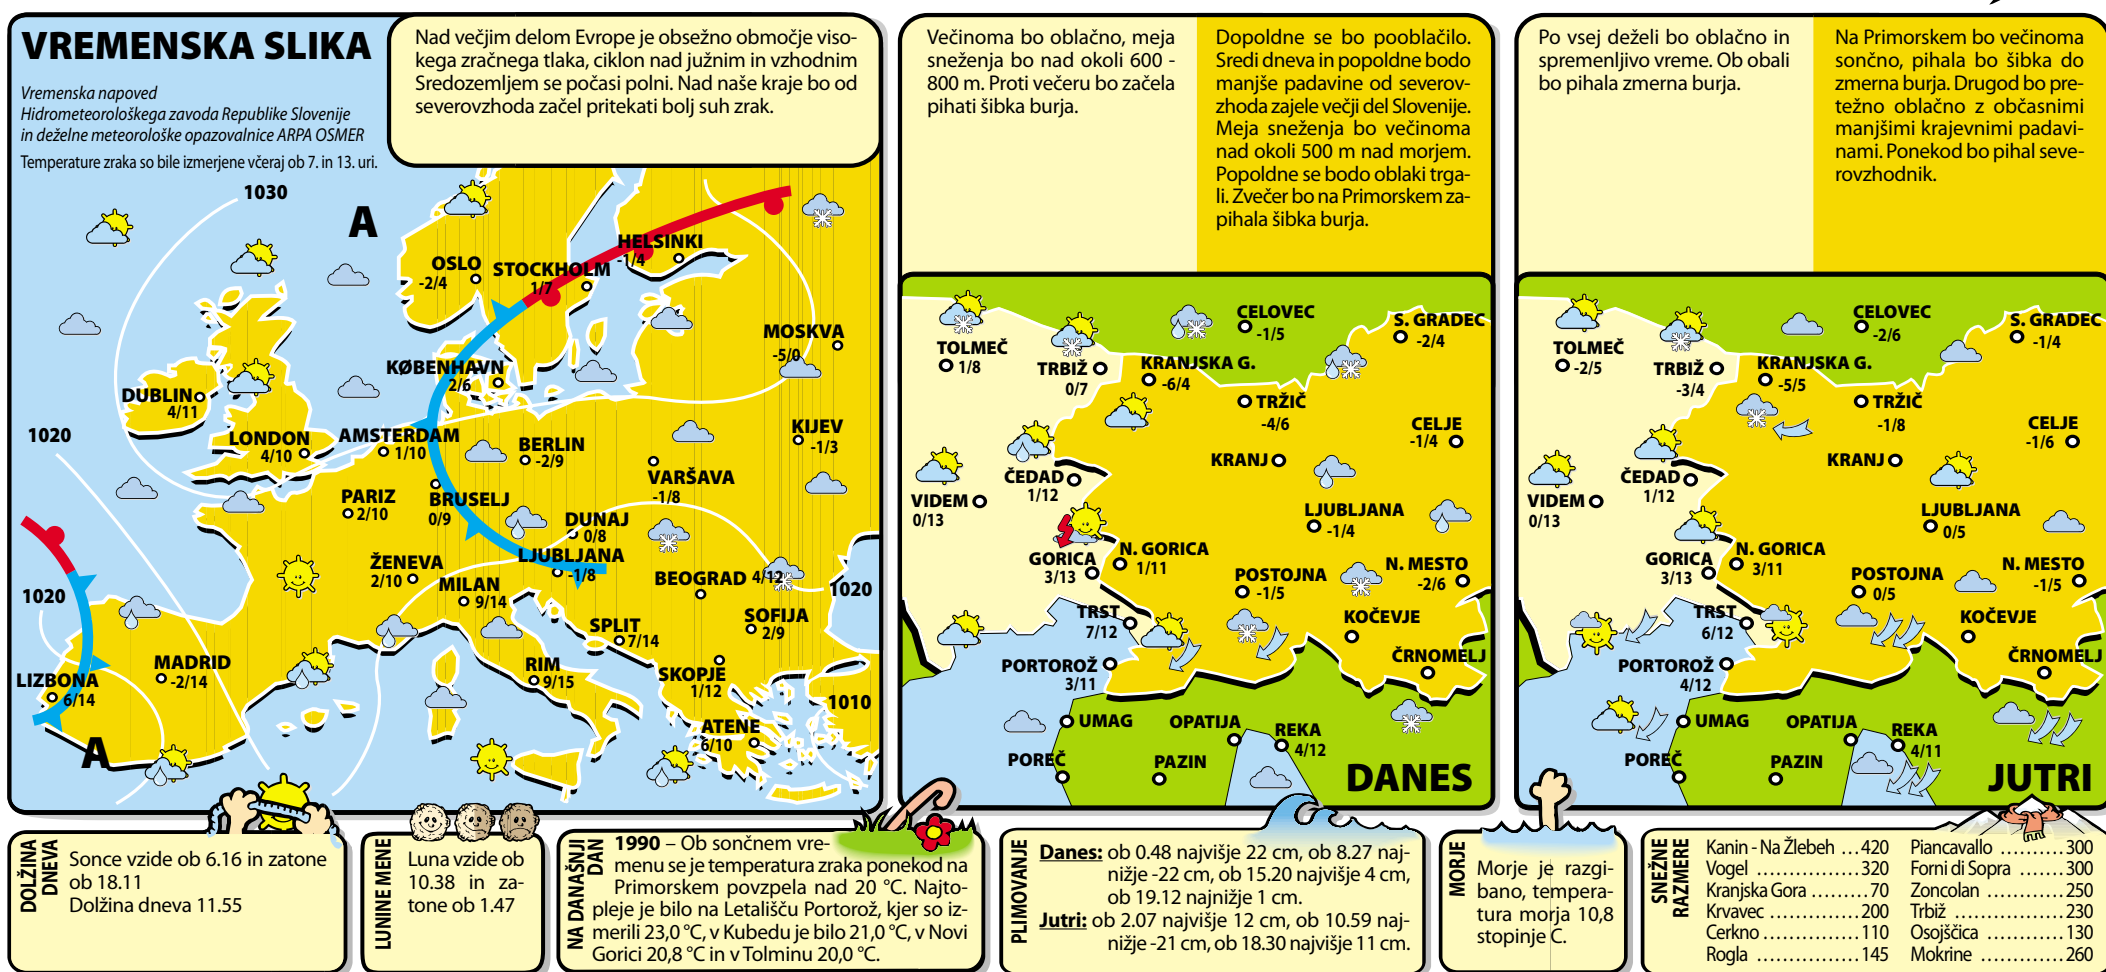 VREMENSKA SLIKA
Vremenska napoved
Hidrometeorološkega zavoda Republike Slovenije
in deželne meteorološke opazovalnice ARPA OSMER
Temperature zraka so bile izmerjene včeraj ob 7. in 13. uri.
Nad večjim delom Evrope je obsežno območje viso-
kega zračnega tlaka, ciklon nad južnim in vzhodnim
Sredozemljem se počasi polni. Nad naše kraje bo od
severovzhoda začel pritekati bolj suh zrak.
1030
A
HELSINKI
-1/4
OSLO
-2/4
STOCKHOLM
1/7
MOSKVA
-5/0
KØBENHAVN
2/6
DUBLIN
4/11
1020
LONDON
4/10
AMSTERDAM
1/10
BERLIN
-2/9
KIJEV
-1/3
VARŠAVA
-1/8
PARIZ
2/10
BRUSELJ
0/9
DUNAJ
0/8
LJUBLJANA
-1/8
ŽENEVA
2/10
MILAN
9/14
BEOGRAD 4/12
1020
1020
SOFIJA
2/9
SPLIT
7/14
MADRID
-2/14
RIM
9/15
SKOPJE
1/12
LIZBONA
6/14
1010
ATENE
6/10
A
Večinoma bo oblačno, meja
sneženja bo nad okoli 600 -
800 m. Proti večeru bo začela
pihati šibka burja.
Dopoldne se bo pooblačilo.
Sredi dneva in popoldne bodo
manjše padavine od severov-
zhoda zajele večji del Slovenije.
Meja sneženja bo večinoma
nad okoli 500 m nad morjem.
Popoldne se bodo oblaki trga-
li. Zvečer bo na Primorskem za-
pihala šibka burja.
CELOVEC
-1/5
S. GRADEC
-2/4
TOLMEČ
1/8
TRBIŽ
0/7
KRANJSKA G.
-6/4
TRŽIČ
-4/6
CELJE
-1/4
KRANJ
ČEDAD
1/12
VIDEM
0/13
LJUBLJANA
-1/4
GORICA
3/13
N. GORICA
1/11
POSTOJNA
-1/5
N. MESTO
-2/6
TRST
7/12
KOČEVJE
PORTOROŽ
3/11
ČRNOMELJ
UMAG
OPATIJA
REKA
4/12
POREČ
PAZIN
DANES
Po vsej deželi bo oblačno in
spremenljivo vreme. Ob obali
bo pihala zmerna burja.
Na Primorskem bo večinoma
sončno, pihala bo šibka do
zmerna burja. Drugod bo pre-
težno oblačno z občasnimi
manjšimi krajevnimi padavi-
nami. Ponekod bo pihal seve-
rovzhodnik.
CELOVEC
-2/6
S. GRADEC
-1/4
TOLMEČ
-2/5
TRBIŽ
-3/4
KRANJSKA G.
-5/5
TRŽIČ
-1/8
CELJE
-1/6
KRANJ
ČEDAD
1/12
VIDEM
0/13
LJUBLJANA
0/5
GORICA
3/13
N. GORICA
3/11
POSTOJNA
0/5
N. MESTO
-1/5
TRST
6/12
KOČEVJE
PORTOROŽ
4/12
ČRNOMELJ
UMAG
OPATIJA
REKA
4/11
POREČ
PAZIN
JUTRI
DOLŽINA
DNEVA
Sonce vzide ob 6.16 in zatone
ob 18.11
Dolžina dneva 11.55
LUNINE MENE
Luna vzide ob
10.38 in za-
tone ob 1.47
NA DANAŠNJI
DAN
1990 – Ob sončnem vre-
menu se je temperatura zraka ponekod na
Primorskem povzpela nad 20 °C. Najto-
pleje je bilo na Letališču Portorož, kjer so iz-
merili 23,0 °C, v Kubedu je bilo 21,0 °C, v Novi
Gorici 20,8 °C in v Tolminu 20,0 °C.
PLIMOVANJE
Danes: ob 0.48 najvišje 22 cm, ob 8.27 naj-
nižje -22 cm, ob 15.20 najvišje 4 cm,
ob 19.12 najnižje 1 cm.
Jutri: ob 2.07 najvišje 12 cm, ob 10.59 naj-
nižje -21 cm, ob 18.30 najvišje 11 cm.
MORJE
Morje je razgi-
bano, tempera-
tura morja 10,8
stopinje C.
SNEŽNE
RAZMERE
Kanin - Na Žlebeh ...420
Vogel ...................320
Kranjska Gora ........70
Krvavec ................200
Cerkno .................110
Rogla ..................145
Piancavallo ..........300
Forni di Sopra .......300
Zoncolan .............250
Trbiž ...................230
Osojščica ............130
Mokrine ..............260